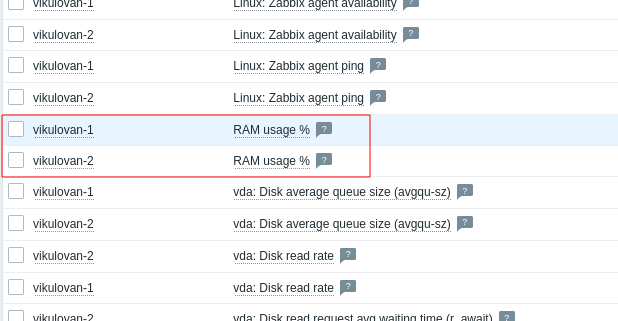 vikulovan-1 Linux: Zabbix agent availability ?
vikulovan-2 Linux: Zabbix agent availability ?
vikulovan-1 Linux: Zabbix agent ping ?
vikulovan-2 Linux: Zabbix agent ping ?
vikulovan-1 RAM usage % ?
vikulovan-2 RAM usage % ?
vikulovan-1 vda: Disk average queue size (avgqu-sz) ?
vikulovan-2 vda: Disk average queue size (avgqu-sz) ?
vikulovan-2 vda: Disk read rate ?
vikulovan-1 vda: Disk read rate ?
vikulovan-2 vda: Disk read request avg waiting time (r_await) ?